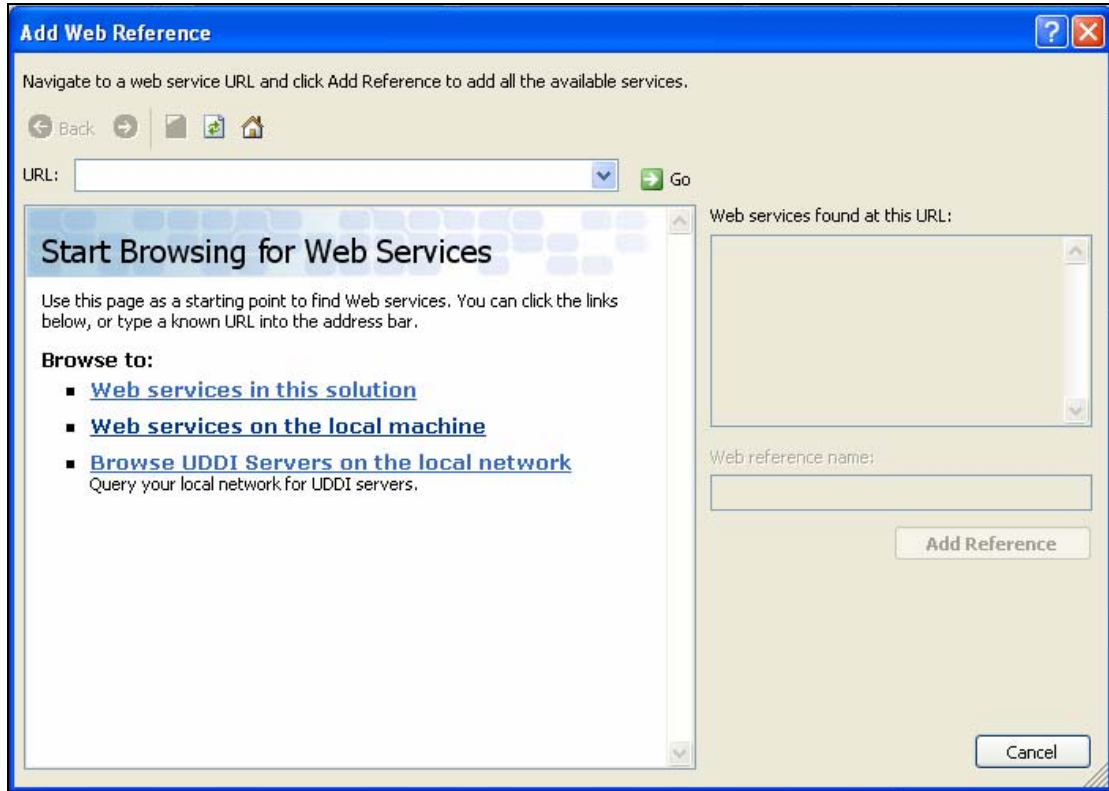 Add Web Reference
Navigate to a web service URL and click Add Reference to add all the available services.
Back
URL:
Go
Start Browsing for Web Services
Use this page as a starting point to find Web services. You can click the links
below, or type a known URL into the address bar.
Browse to:
Web services in this solution
Web services on the local machine
Browse UDDI Servers on the local network
Query your local network for UDDI servers.
Web services found at this URL:
Web reference name:
Add Reference
Cancel